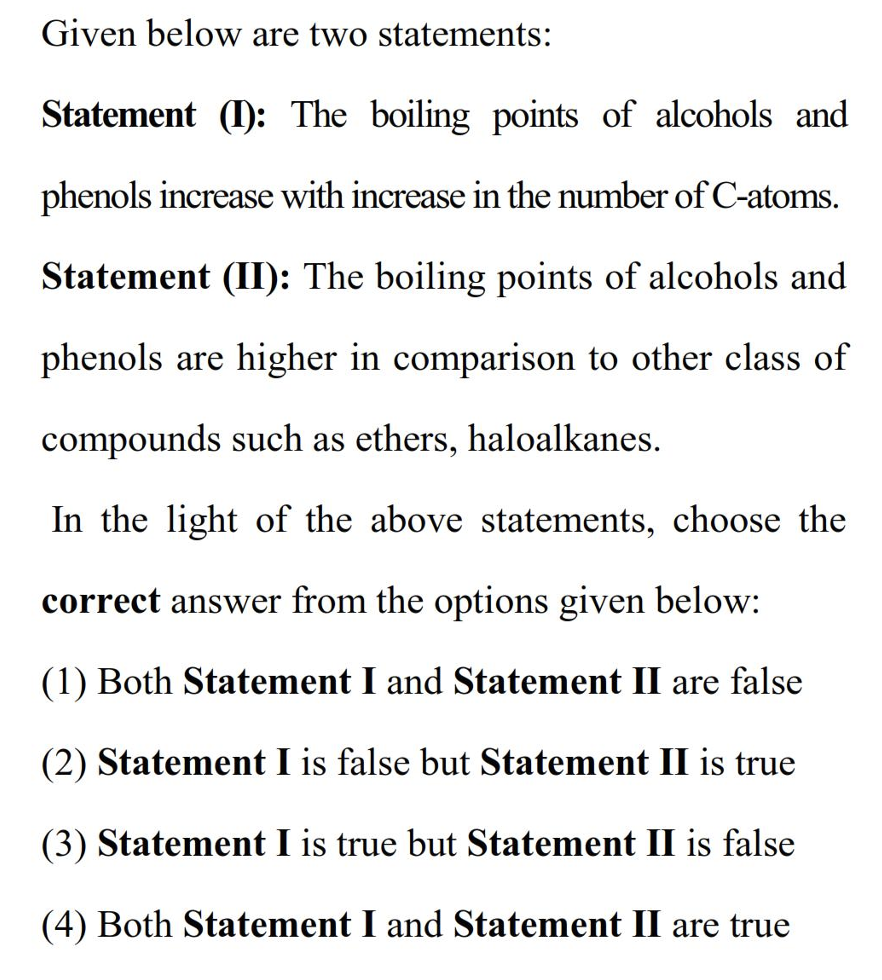 Given below are two statements:
Statement (I): The boiling points of alcohols and
phenols increase with increase in the number of C-atoms.
Statement (II): The boiling points of alcohols and
phenols are higher in comparison to other class of
compounds such as ethers, haloalkanes.
In the light of the above statements, choose the
correct answer from the options given below:
(1) Both Statement I and Statement II are false
(2) Statement I is false but Statement II is true
(3) Statement I is true but Statement II is false
(4) Both Statement I and Statement II are true